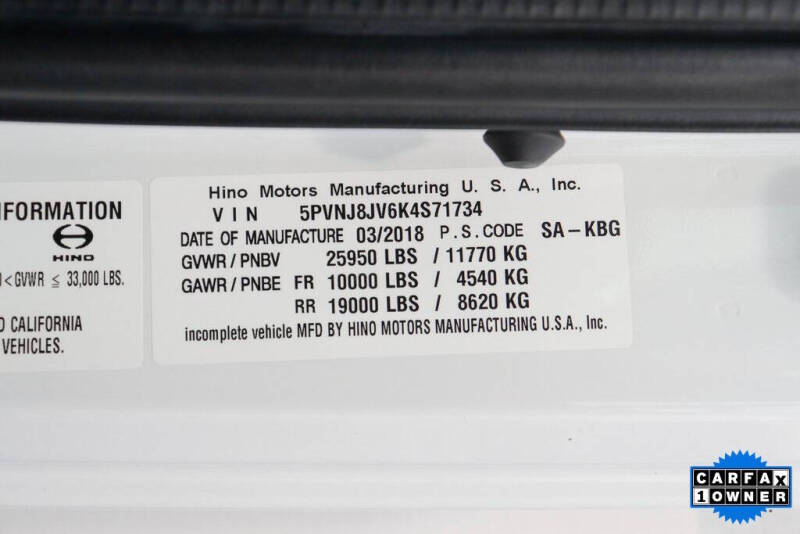 NFORMATION
HINO
<GVWR ≦ 33,000 LBS.
CALIFORNIA
VEHICLES.
Hino Motors Manufacturing U. S. A., Inc.
VIN 5PVNJ8JV6K4S71734
DATE OF MANUFACTURE 03/2018 P.S.CODE SA-KBG
GVWR / PNBV 25950 LBS / 11770 KG
GAWR / PNBE FR 10000 LBS / 4540 KG
RR 19000 LBS / 8620 KG
incomplete vehicle MFD BY HINO MOTORS MANUFACTURING U.S.A., Inc.
CARFAX
1 OWNER